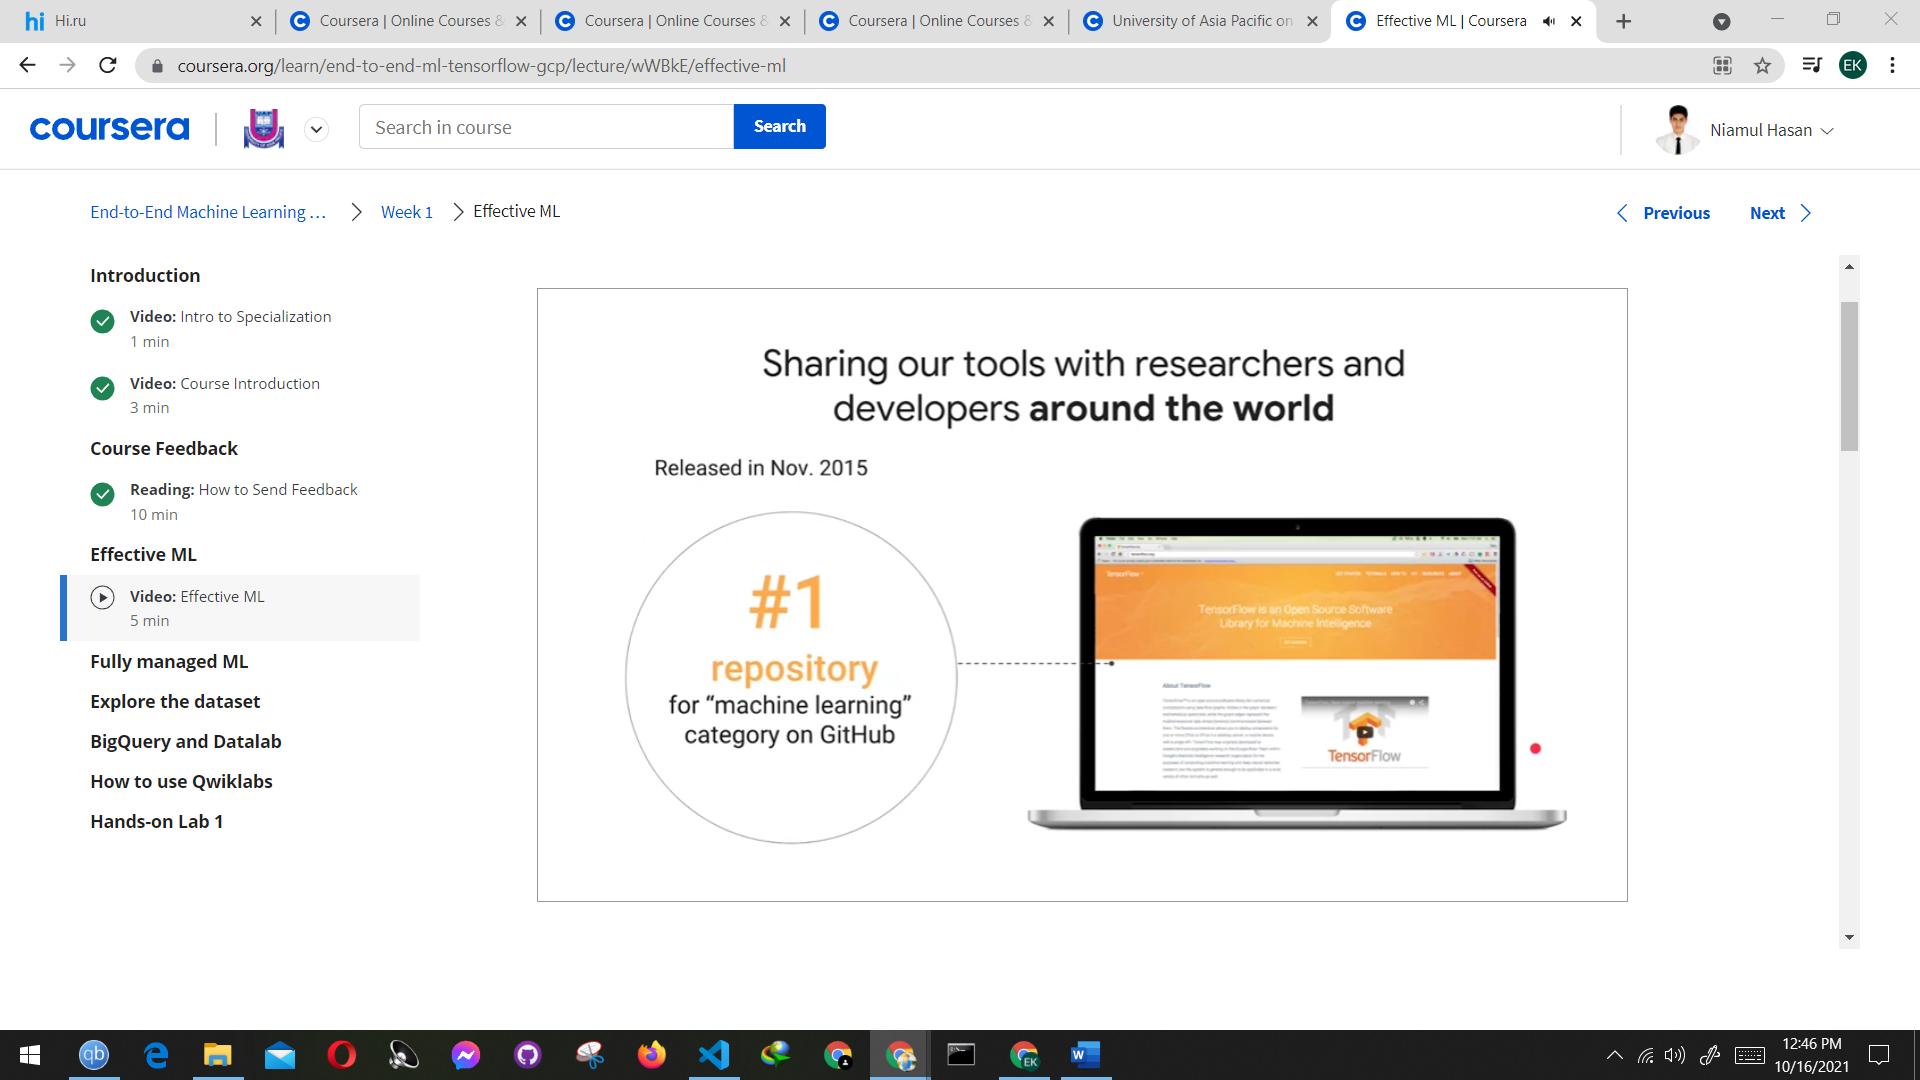 hi Hi.ru
Coursera | Online Courses &
Coursera | Online Courses &
Coursera | Online Courses &
University of Asia Pacific on
Effective ML | Coursera
coursera.org/learn/end-to-end-ml-tensorflow-gcp/lecture/wWBkE/effective-ml
EK
coursera
Search in course
Search
Niamul Hasan
End-to-End Machine Learning …
Week 1
Effective ML
Previous
Next
Introduction
Video: Intro to Specialization
1 min
Video: Course Introduction
3 min
Course Feedback
Reading: How to Send Feedback
10 min
Effective ML
Video: Effective ML
5 min
Fully managed ML
Explore the dataset
BigQuery and Datalab
How to use Qwiklabs
Hands-on Lab 1
Sharing our tools with researchers and
developers around the world
Released in Nov. 2015
#1
repository
for “machine learning”
category on GitHub
TensorFlow
TensorFlow is an Open Source Software
Library for Machine Intelligence
About TensorFlow
TensorFlow
qb
EK
W
12:46 PM
10/16/2021